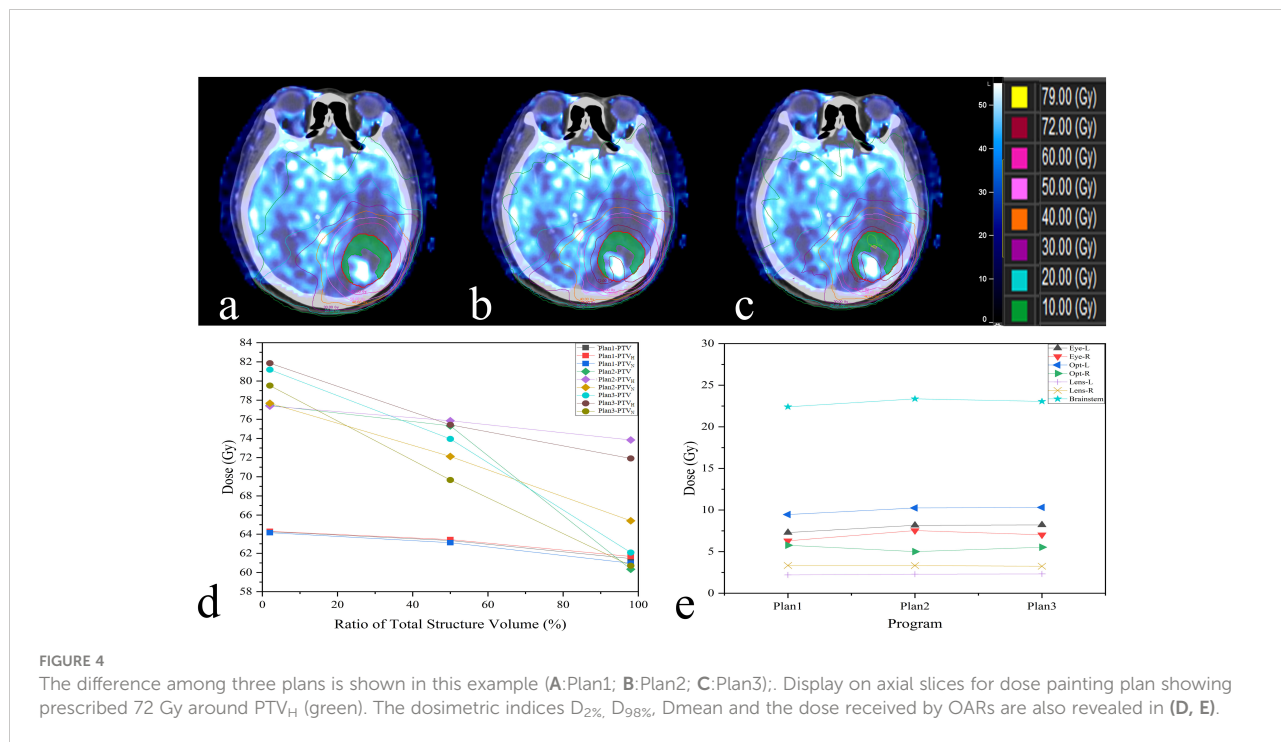 a
b
c
L
50
40
30
20
10
0
79.00 (Gy)
72.00 (Gy)
60.00 (Gy)
50.00 (Gy)
40.00 (Gy)
30.00 (Gy)
20.00 (Gy)
10.00 (Gy)
84
82
80
78
76
74
72
70
68
66
64
62
60
58
Dose (Gy)
0 20 40 60 80 100
Ratio of Total Structure Volume (%)
Plan1-PTV
Plan1-PTVH
Plan1-PTVN
Plan2-PTV
Plan2-PTVH
Plan2-PTVN
Plan3-PTV
Plan3-PTVH
Plan3-PTVN
d
30
25
20
15
10
5
0
Dose (Gy)
Plan1 Plan2 Plan3
Program
Eye-L
Eye-R
Opt-L
Opt-R
Lens-L
Lens-R
Brainstem
e
FIGURE 4
The difference among three plans is shown in this example (A:Plan1; B:Plan2; C:Plan3);. Display on axial slices for dose painting plan showing
prescribed 72 Gy around PTVH (green). The dosimetric indices D2%, D98%, Dmean and the dose received by OARs are also revealed in (D, E).